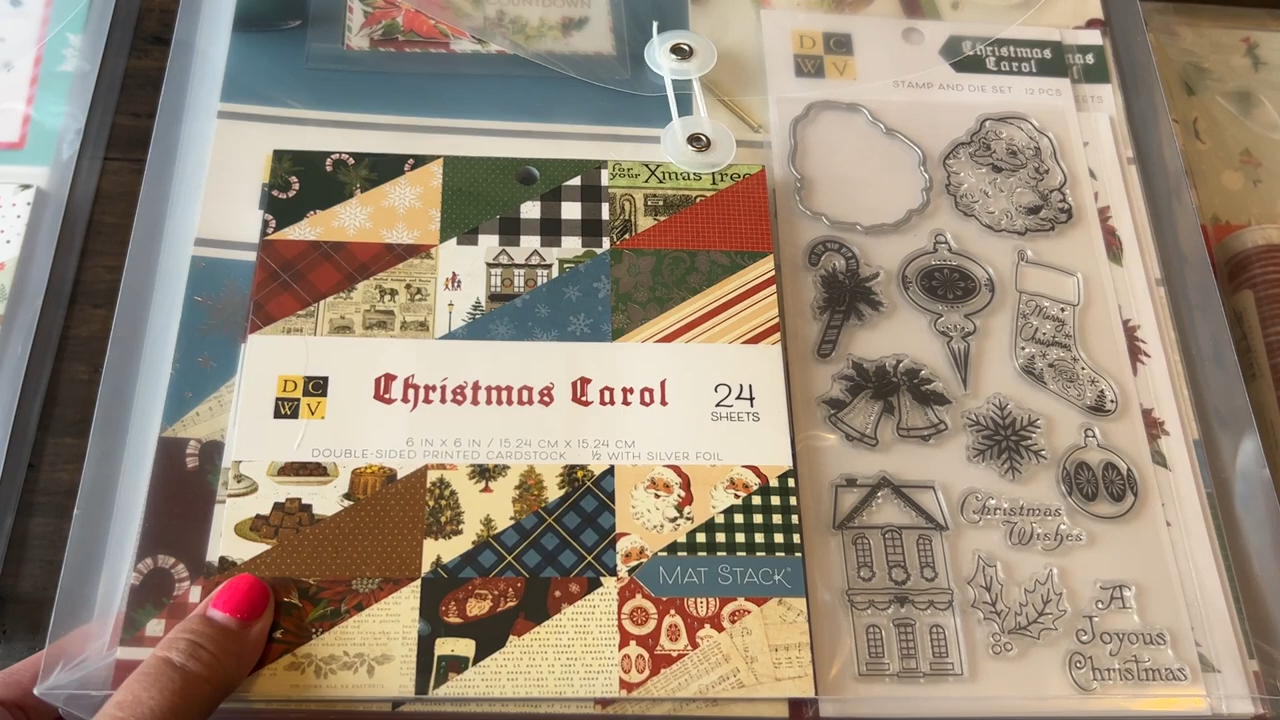 COUNTDOWN
D C
W V
Christmas
Carol
STAMP AND DIE SET 12 PCS
for
your Xmas Tree
D C
W V
Christmas Carol
24
SHEETS
6 IN X 6 IN / 15.24 CM X 15.24 CM
DOUBLE-SIDED PRINTED CARDSTOCK · ½ WITH SILVER FOIL
MAT STACK
Merry
Christmas
Christmas
Wishes
A
Joyous
Christmas